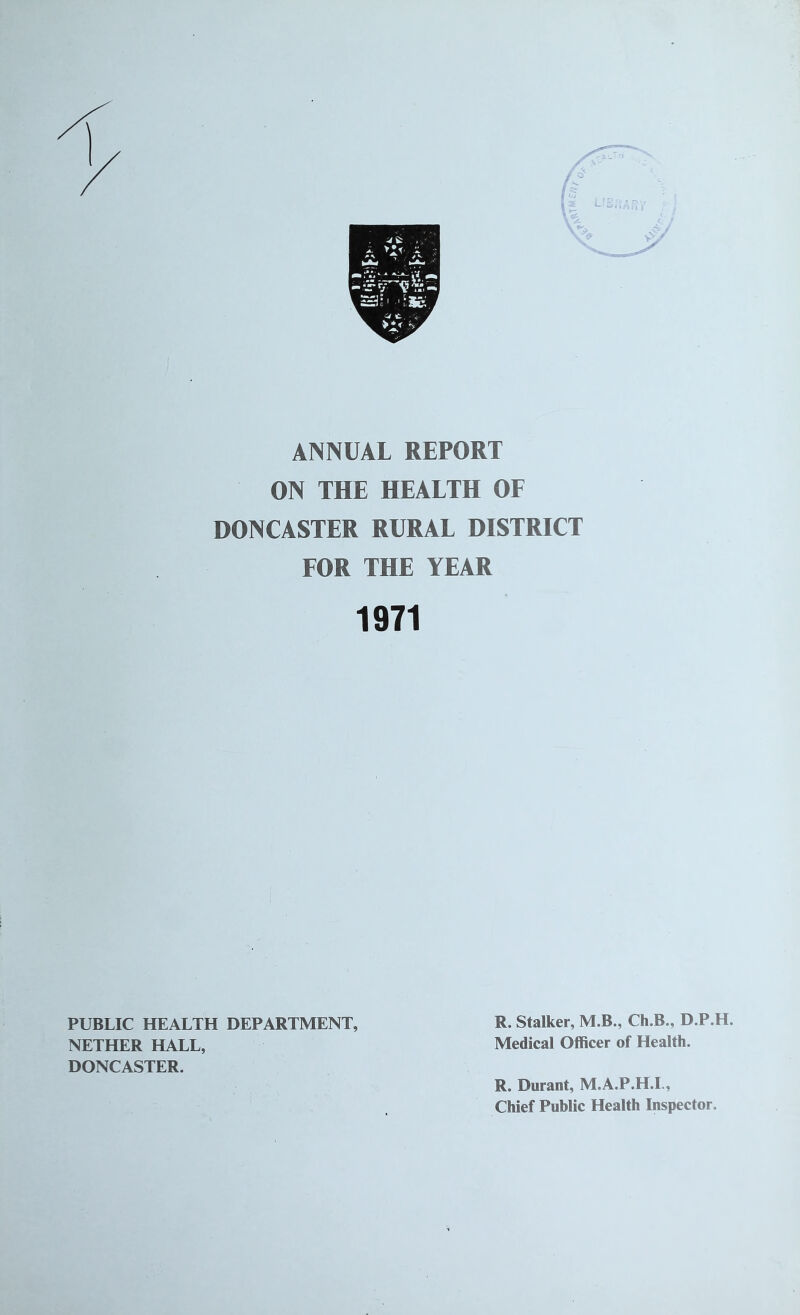 LIBRARY
ANNUAL REPORT
ON THE HEALTH OF
DONCASTER RURAL DISTRICT
FOR THE YEAR
1971
PUBLIC HEALTH DEPARTMENT,
NETHER HALL,
DONCASTER.
R. Stalker, M.B., Ch.B., D.P.H.
Medical Officer of Health.
R. Durant, M.A.P.H.I.,
Chief Public Health Inspector.